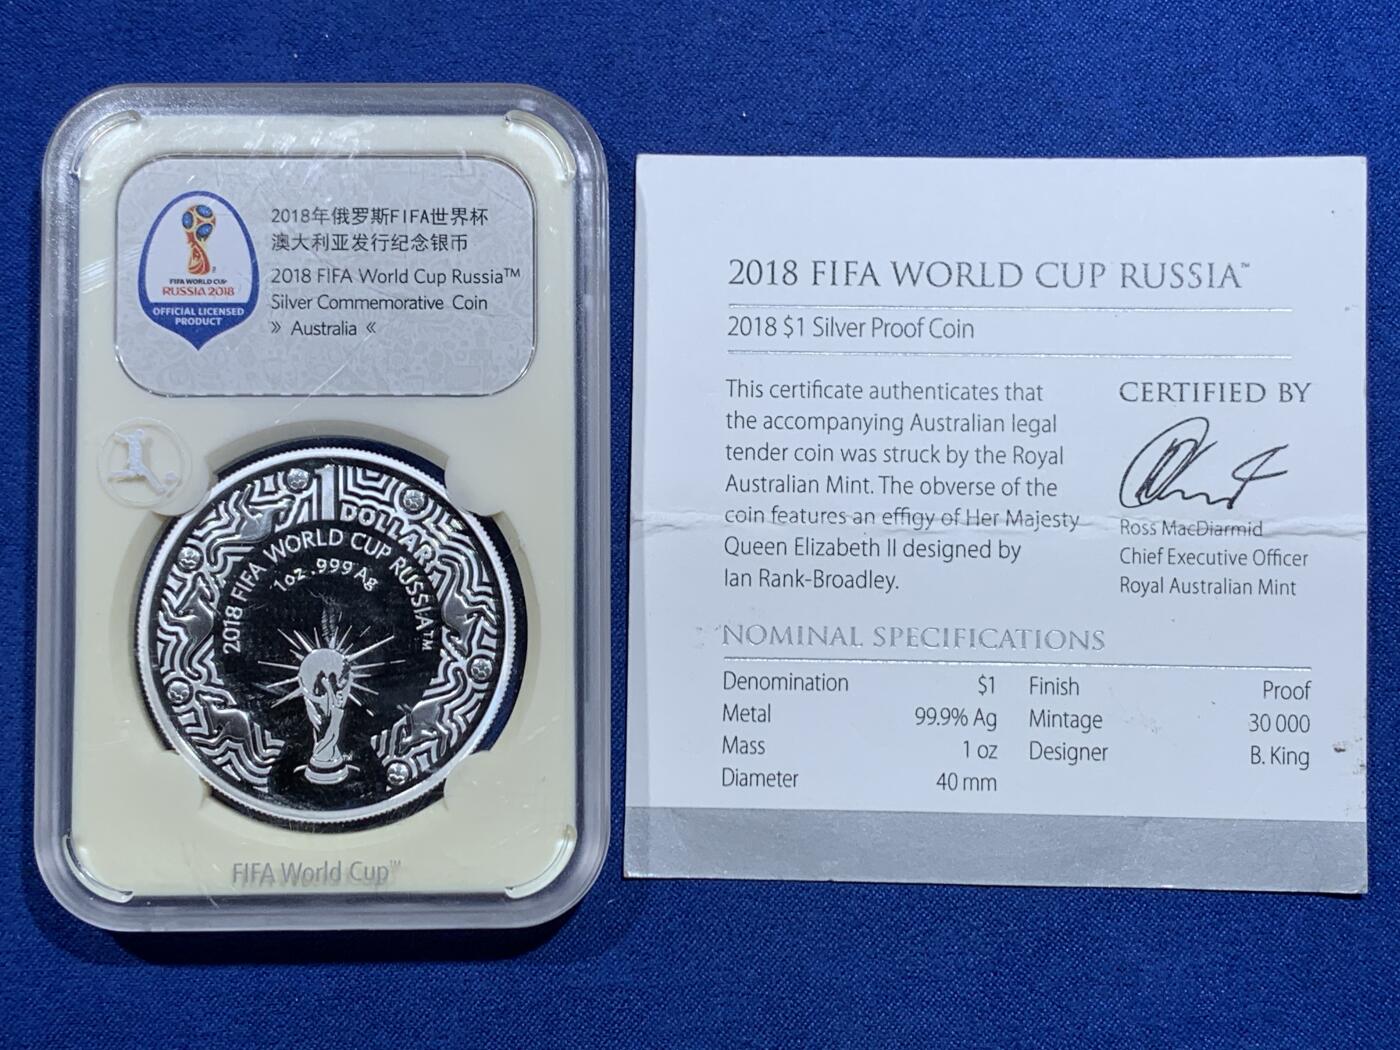 2018年俄罗斯FIFA世界杯
澳大利亚发行纪念银币
2018 FIFA World Cup Russia™
Silver Commemorative Coin
» Australia «
FIFA WORLD CUP
RUSSIA 2018
OFFICIAL LICENSED
PRODUCT
1
DOLLAR
2018 FIFA WORLD CUP RUSSIA™
1oz .999 Ag
FIFA World Cup™
2018 FIFA WORLD CUP RUSSIA™
2018 $1 Silver Proof Coin
This certificate authenticates that
the accompanying Australian legal
tender coin was struck by the Royal
Australian Mint. The obverse of the
coin features an effigy of Her Majesty
Queen Elizabeth II designed by
Ian Rank-Broadley.
CERTIFIED BY
Ross MacDiarmid
Chief Executive Officer
Royal Australian Mint
NOMINAL SPECIFICATIONS
Denomination $1 Finish Proof
Metal 99.9% Ag Mintage 30 000
Mass 1 oz Designer B. King
Diameter 40 mm